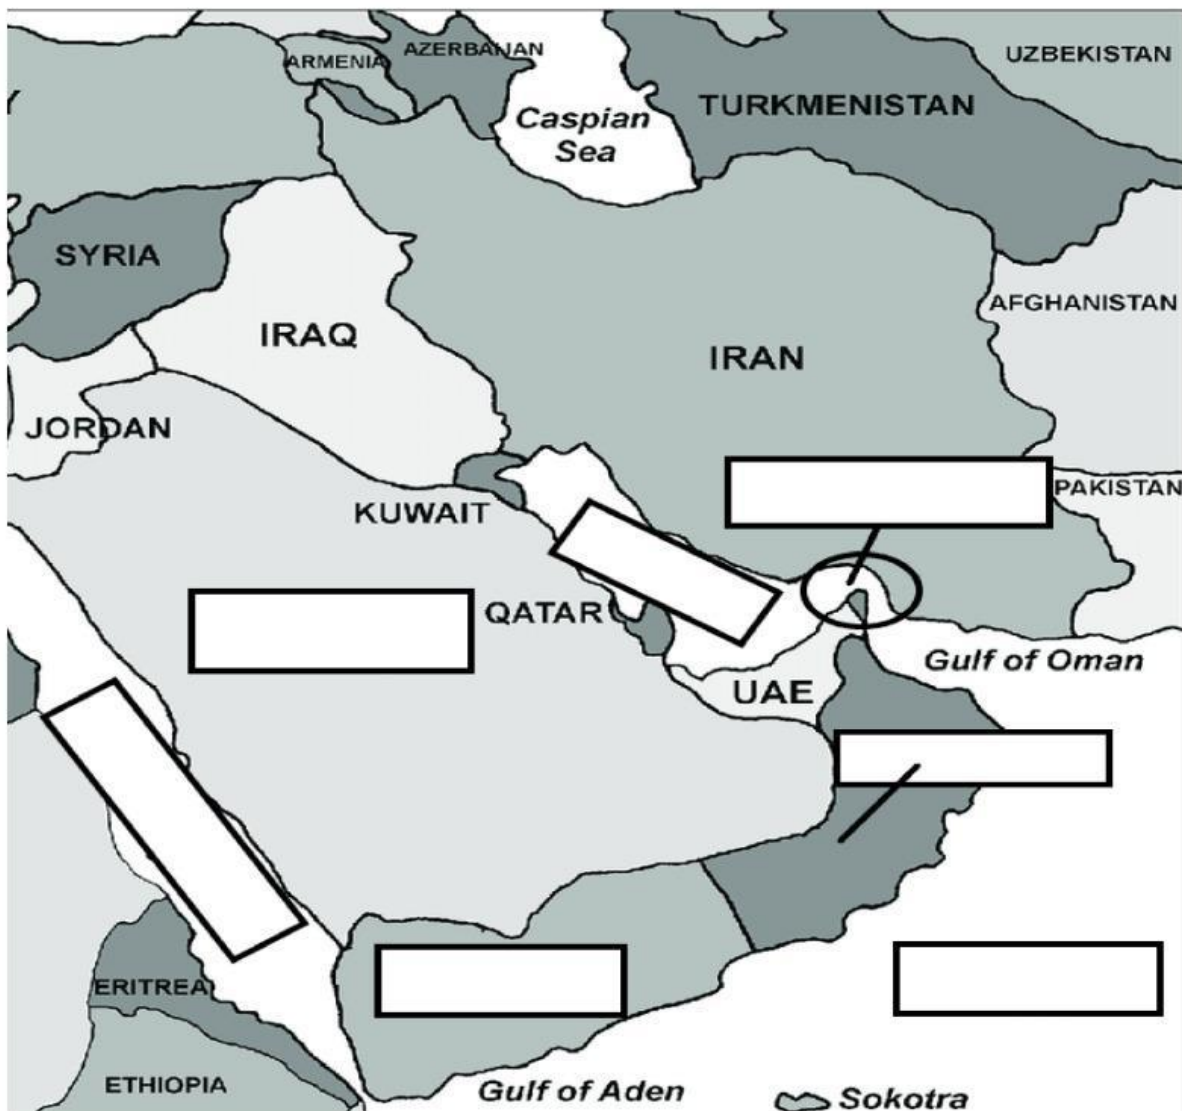 AZERBAIJAN
UZBEKISTAN
ARMENIA
TURKMENISTAN
Y
Caspian
Sea
SYRIA
AFGHANISTAN
IRAQ
IRAN
JORDAN
PAKISTAN
KUWAIT
QATAR
Gulf of Oman
UAE
ERITREA
ETHIOPIA
Gulf of Aden
Sokotra